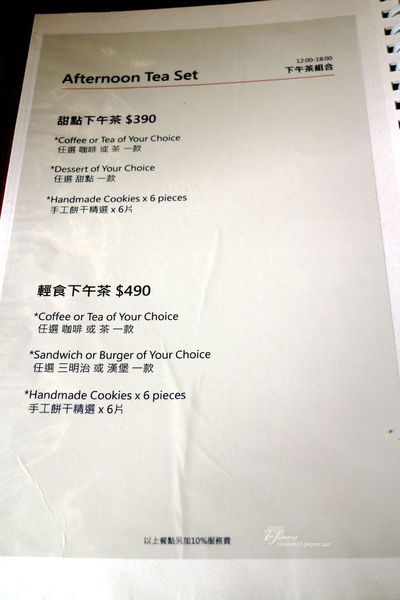 12:00-18:00
Afternoon Tea Set
下午茶組合
甜點下午茶 $390
*Coffee or Tea of Your Choice
任選 咖啡 或 茶 一款
*Dessert of Your Choice
任選 甜點 一款
*Handmade Cookies x 6 pieces
手工餅干精選 x 6片
輕食下午茶 $490
*Coffee or Tea of Your Choice
任選 咖啡 或 茶 一款
*Sandwich or Burger of Your Choice
任選 三明治 或 漢堡 一款
*Handmade Cookies x 6 pieces
手工餅干精選 x 6片
以上餐點另加10%服務費